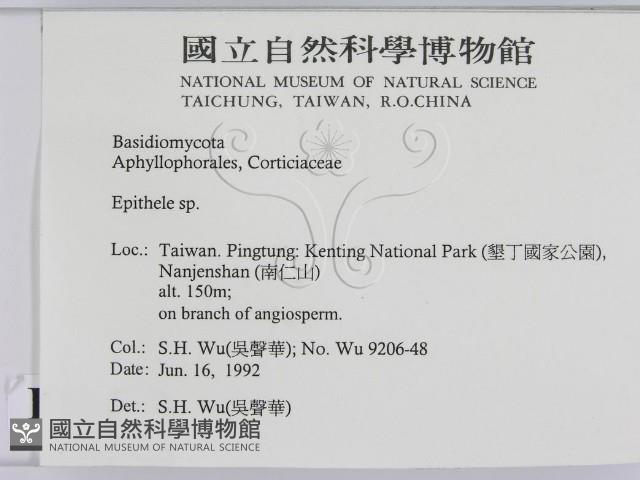 國立自然科學博物館
NATIONAL MUSEUM OF NATURAL SCIENCE
TAICHUNG, TAIWAN, R.O.CHINA
Basidiomycota
Aphyllophorales, Corticiaceae
Epithele sp.
Loc.: Taiwan. Pingtung: Kenting National Park (墾丁國家公園),
Nanjenshan (南仁山)
alt. 150m;
on branch of angiosperm.
Col.: S.H. Wu(吳聲華); No. Wu 9206-48
Date: Jun. 16, 1992
Det.: S.H. Wu(吳聲華)
國立自然科學博物館
NATIONAL MUSEUM OF NATURAL SCIENCE